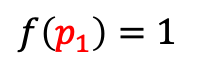 f(p₁) = 1